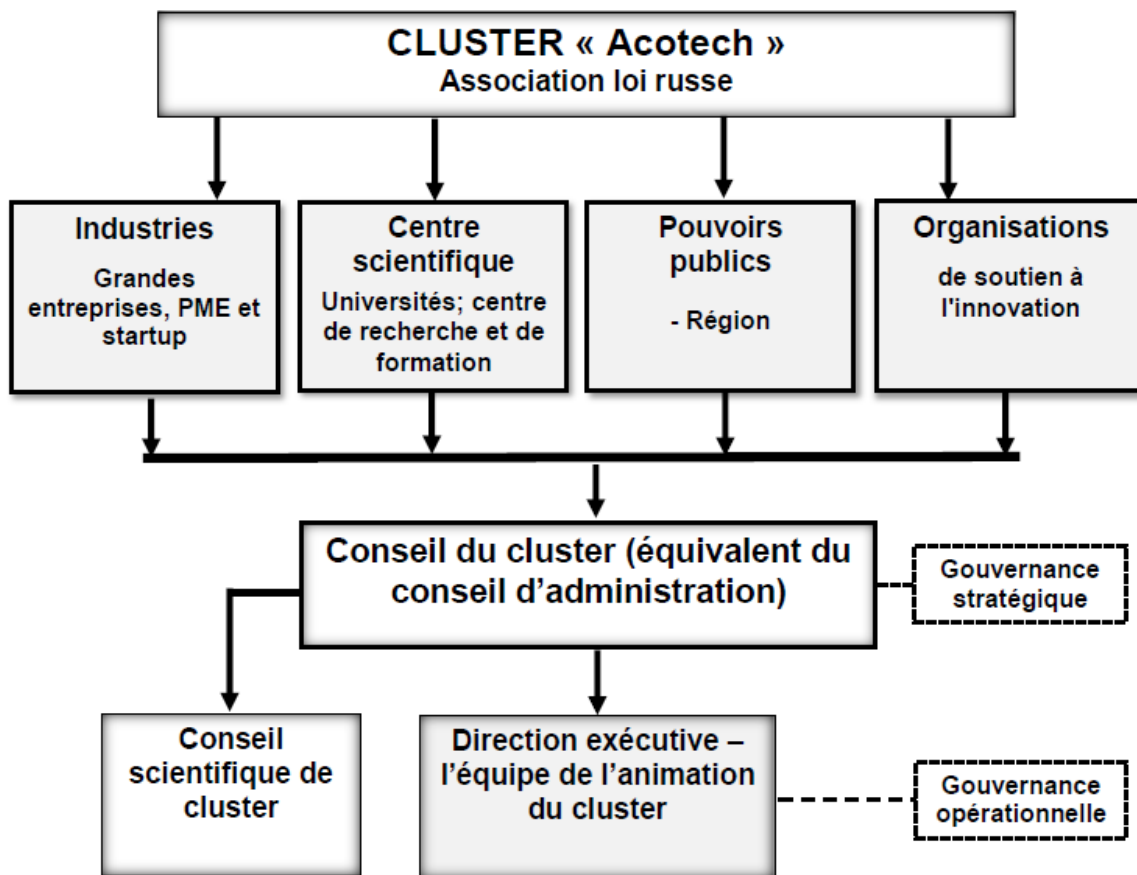 CLUSTER « Acotech »
Association loi russe
Industries
Grandes
entreprises, PME et
startup
Centre
scientifique
Universités; centre
de recherche et de
formation
Pouvoirs
publics
- Région
Organisations
de soutien à
l'innovation
Conseil du cluster (équivalent du
conseil d’administration)
Gouvernance
stratégique
Conseil
scientifique de
cluster
Direction exécutive –
l’équipe de l’animation
du cluster
Gouvernance
opérationnelle